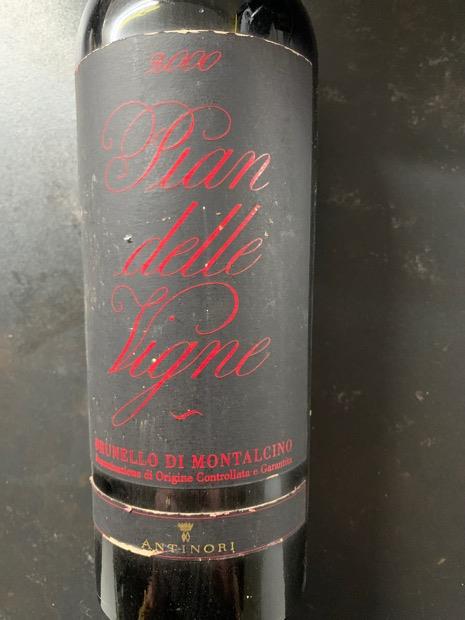 2000
Pian
delle
Vigne
BRUNELLO DI MONTALCINO
Denominazione di Origine Controllata e Garantita
ANTINORI